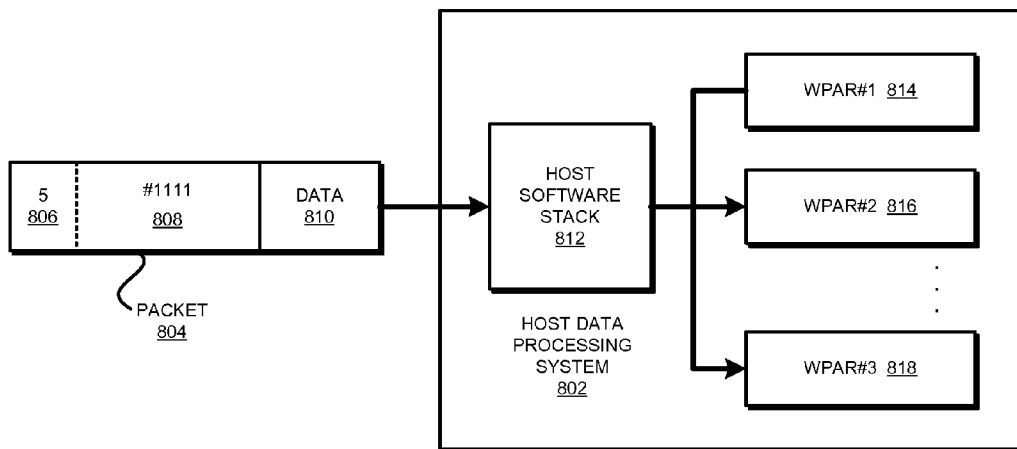 5
806
#1111
808
DATA
810
PACKET
804
HOST
SOFTWARE
STACK
812
HOST DATA
PROCESSING
SYSTEM
802
WPAR#1 814
WPAR#2 816
WPAR#3 818